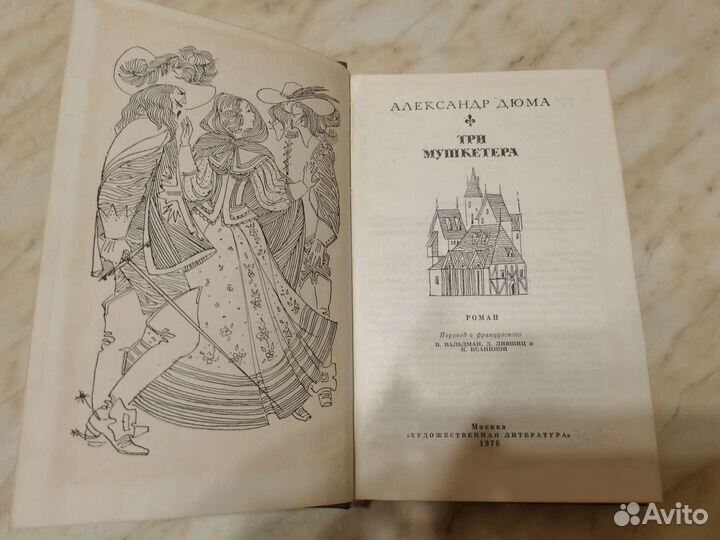 АЛЕКСАНДР ДЮМА
ТРИ
МУШКЕТЕРА
РОМАН
Перевод с французского
В. ВАЛЬДМАН, Д. ЛИВШИЦ и
К. КСАНИНОЙ
Москва
«ХУДОЖЕСТВЕННАЯ ЛИТЕРАТУРА»
1976
Avito